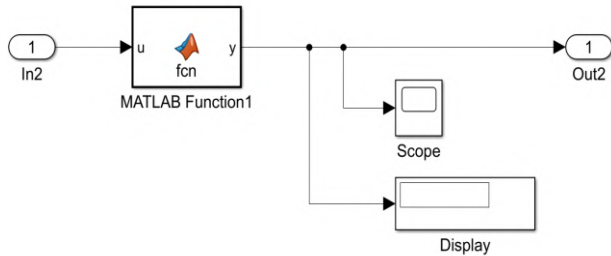 1
In2
u
fcn
y
MATLAB Function1
1
Out2
Scope
Display